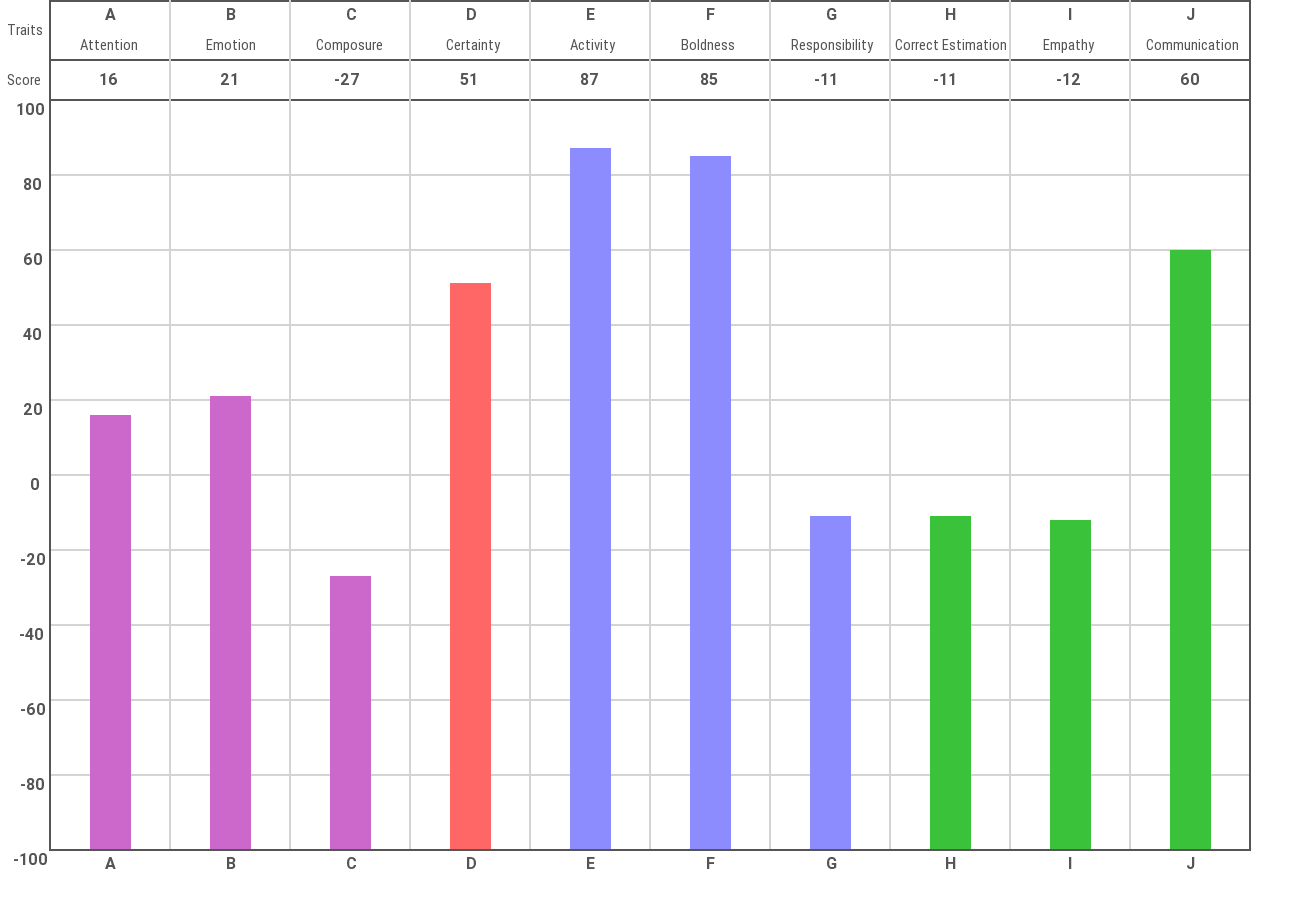 A B C D E F G H I J
Traits
Attention Emotion Composure Certainty Activity Boldness Responsibility Correct Estimation Empathy Communication
Score 16 21 -27 51 87 85 -11 -11 -12 60
100
80
60
40
20
0
-20
-40
-60
-80
-100
A B C D E F G H I J